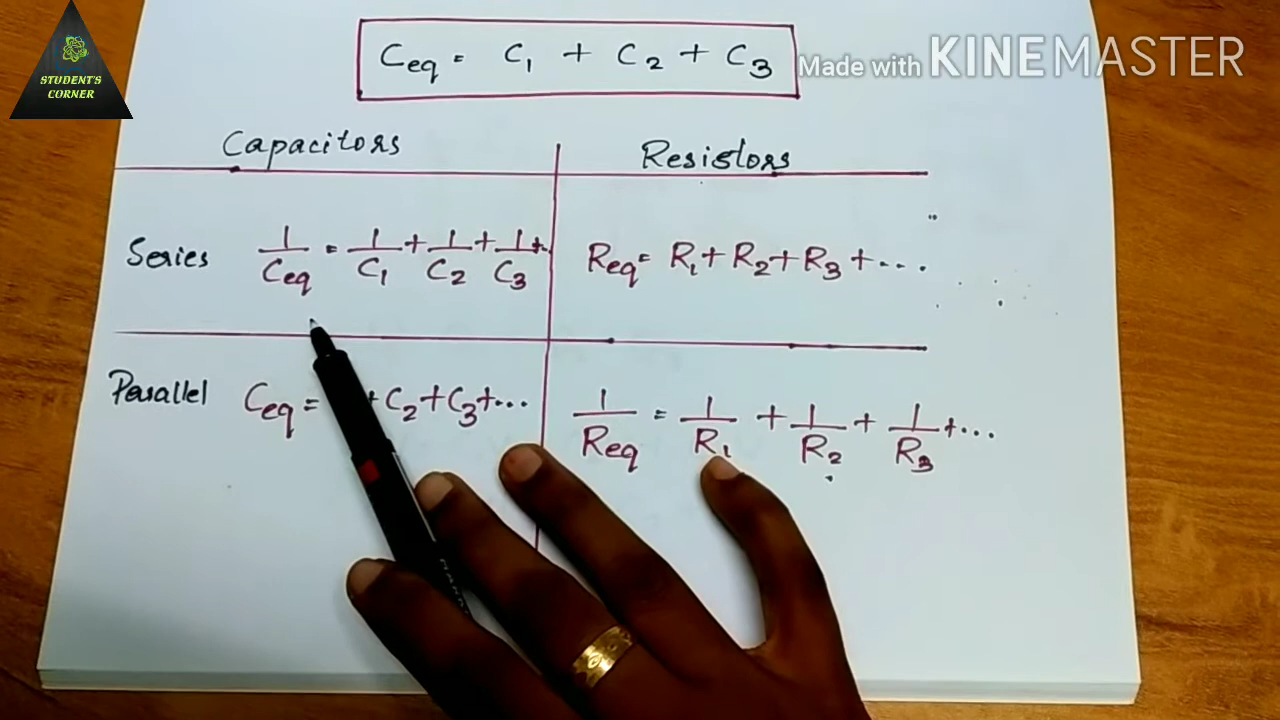 STUDENT'S
CORNER
Ceq = C₁ + C₂ + C₃
Made with KINEMASTER
Capacitors
Resistors
Series
1/Ceq = 1/C₁ + 1/C₂ + 1/C₃ + ..
Req = R₁ + R₂ + R₃ + ...
Parallel
Ceq = + C₂ + C₃ + ...
1/Req = 1/R₁ + 1/R₂ + 1/R₃ + ...